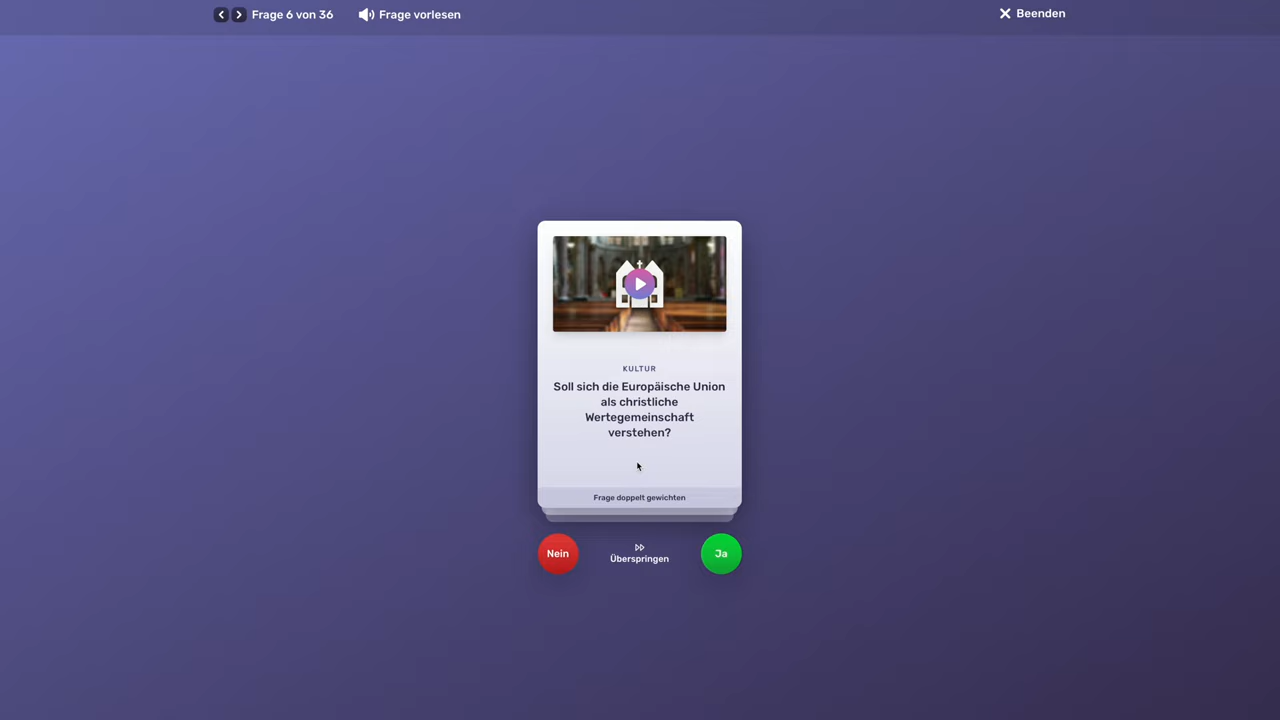 Frage 6 von 36
Frage vorlesen
Beenden
KULTUR
Soll sich die Europäische Union
als christliche
Wertegemeinschaft
verstehen?
Frage doppelt gewichten
Nein
Überspringen
Ja